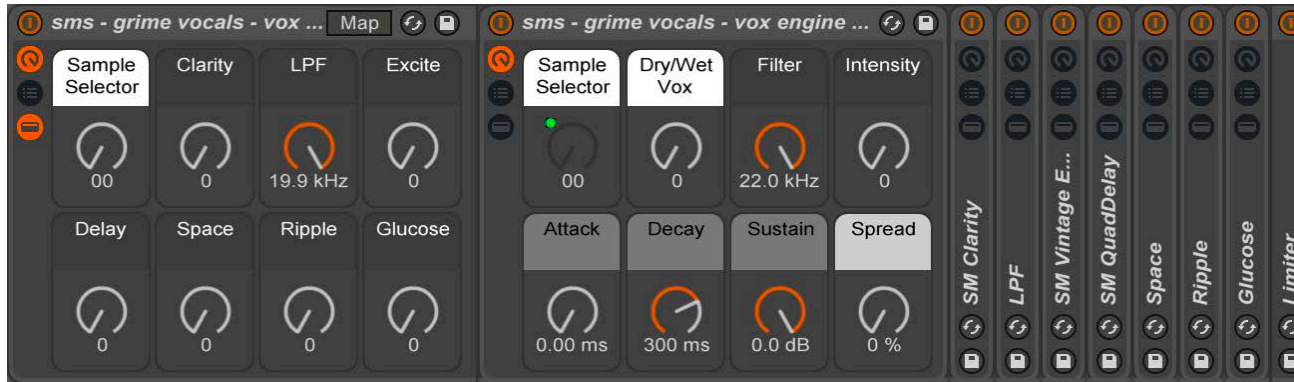 sms - grime vocals - vox ... Map
Sample Selector Clarity LPF Excite
00 0 19.9 kHz 0
Delay Space Ripple Glucose
0 0 0 0
sms - grime vocals - vox engine ...
Sample Selector Dry/Wet Vox Filter Intensity
00 0 22.0 kHz 0
Attack Decay Sustain Spread
0.00 ms 300 ms 0.0 dB 0 %
SM Clarity
LPF
SM Vintage E...
SM QuadDelay
Space
Ripple
Glucose
Limiter